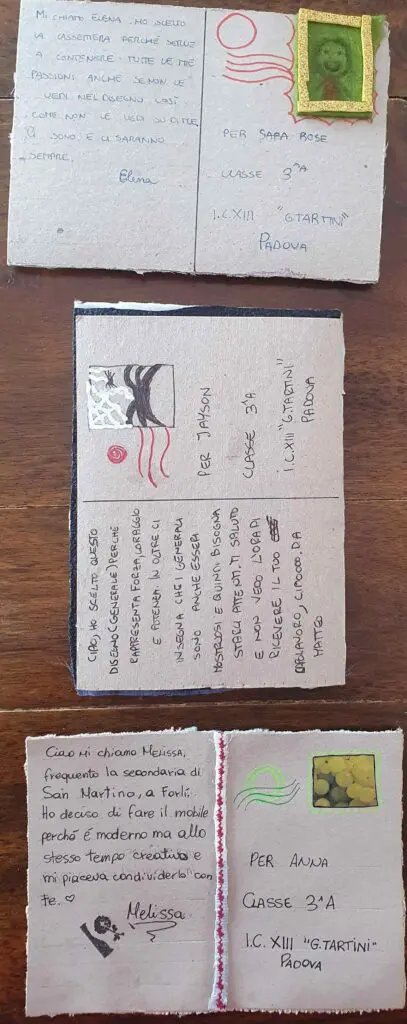 MI CHIAMO ELENA. HO SCELTO
LA CASSETTIERA PERCHÉ SERVE
A CONTENERE TUTTE LE MIE
PASSIONI ANCHE SE NON LE
VEDI NEL DISEGNO COSÌ
COME NON LE VEDI SU DI ME
CI SONO E CI SARANNO
SEMPRE.
Elena
PER SARA ROSE
CLASSE 3^A
I.C.XIII "G.TARTINI"
PADOVA
CIAO, HO SCELTO QUESTO
DISEGNO (GENERALE) PERCHÉ
RAPPRESENTA FORZA, CORAGGIO
E POTENZA. IN OLTRE CI
INSEGNA CHE I GENERALI
SONO ANCHE ESSERI
MOSTRUOSI E QUINDI BISOGNA
STARCI ATTENTI. TI SALUTO
E NON VEDO L'ORA DI
RICEVERE IL TUO
CIPOOOO. DA
MATTEO
PER JAYSON
CLASSE 3^A
I.C.XIII "G.TARTINI"
PADOVA
Ciao mi chiamo MELISSA,
frequento la secondaria di
San Martino, a Forlì.
Ho deciso di fare il mobile
perché é moderno ma allo
stesso tempo creativo e
mi piaceva condividerlo con
te. ♡
Melissa
PER ANNA
CLASSE 3^A
I.C. XIII "G.TARTINI"
PADOVA